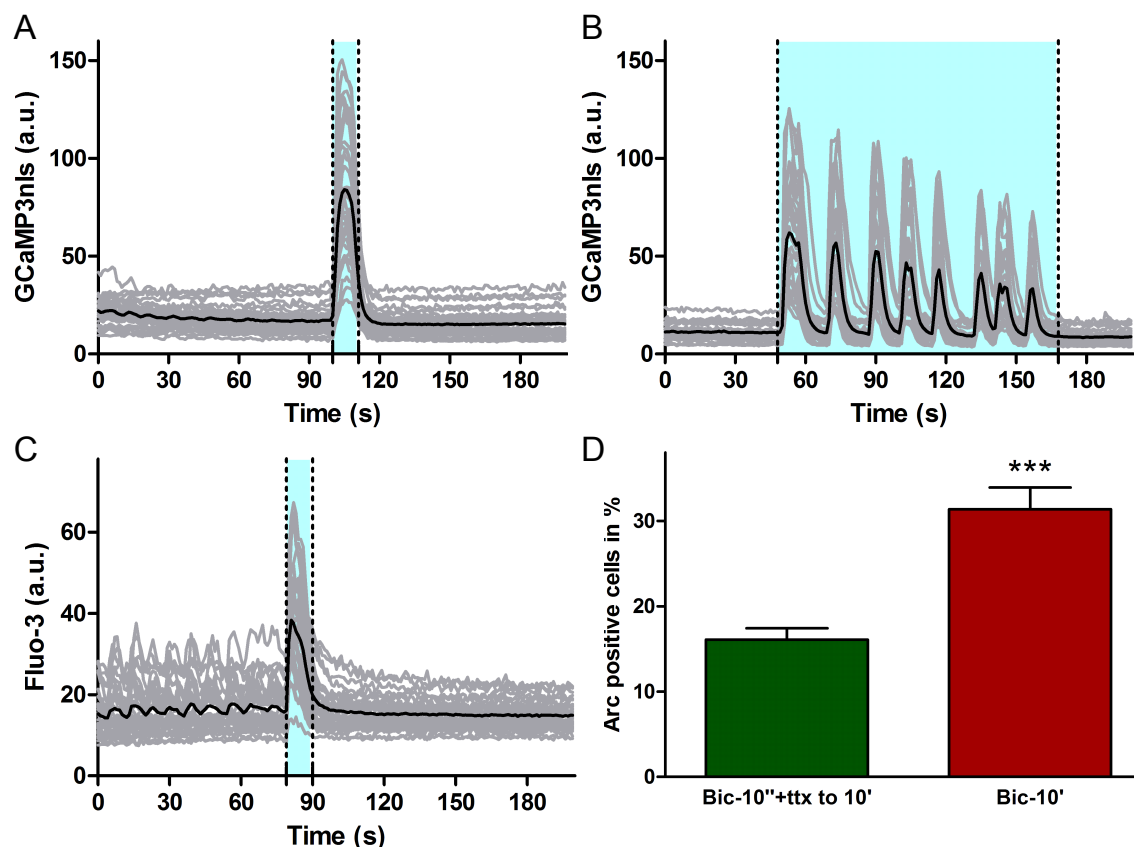 A
GCaMP3nls (a.u.)
150
100
50
0
0 30 60 90 120 150 180
Time (s)
B
GCaMP3nls (a.u.)
150
100
50
0
0 30 60 90 120 150 180
Time (s)
C
Fluo-3 (a.u.)
60
40
20
0
0 30 60 90 120 150 180
Time (s)
D
Arc positive cells in %
30
20
10
0
***
Bic-10''+ttx to 10' Bic-10'